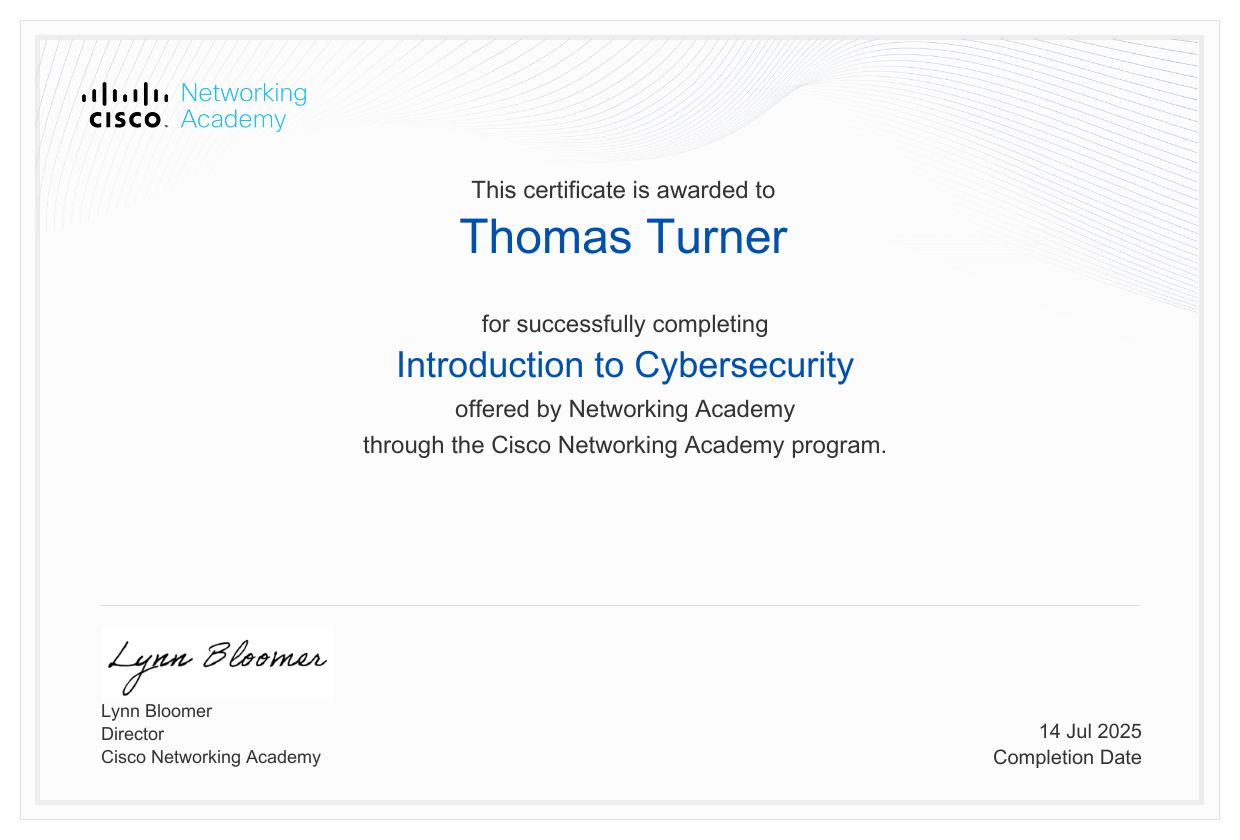 Networking
CISCO Academy
This certificate is awarded to
Thomas Turner
for successfully completing
Introduction to Cybersecurity
offered by Networking Academy
through the Cisco Networking Academy program.
Lynn Bloomer
Lynn Bloomer
Director
Cisco Networking Academy
14 Jul 2025
Completion Date